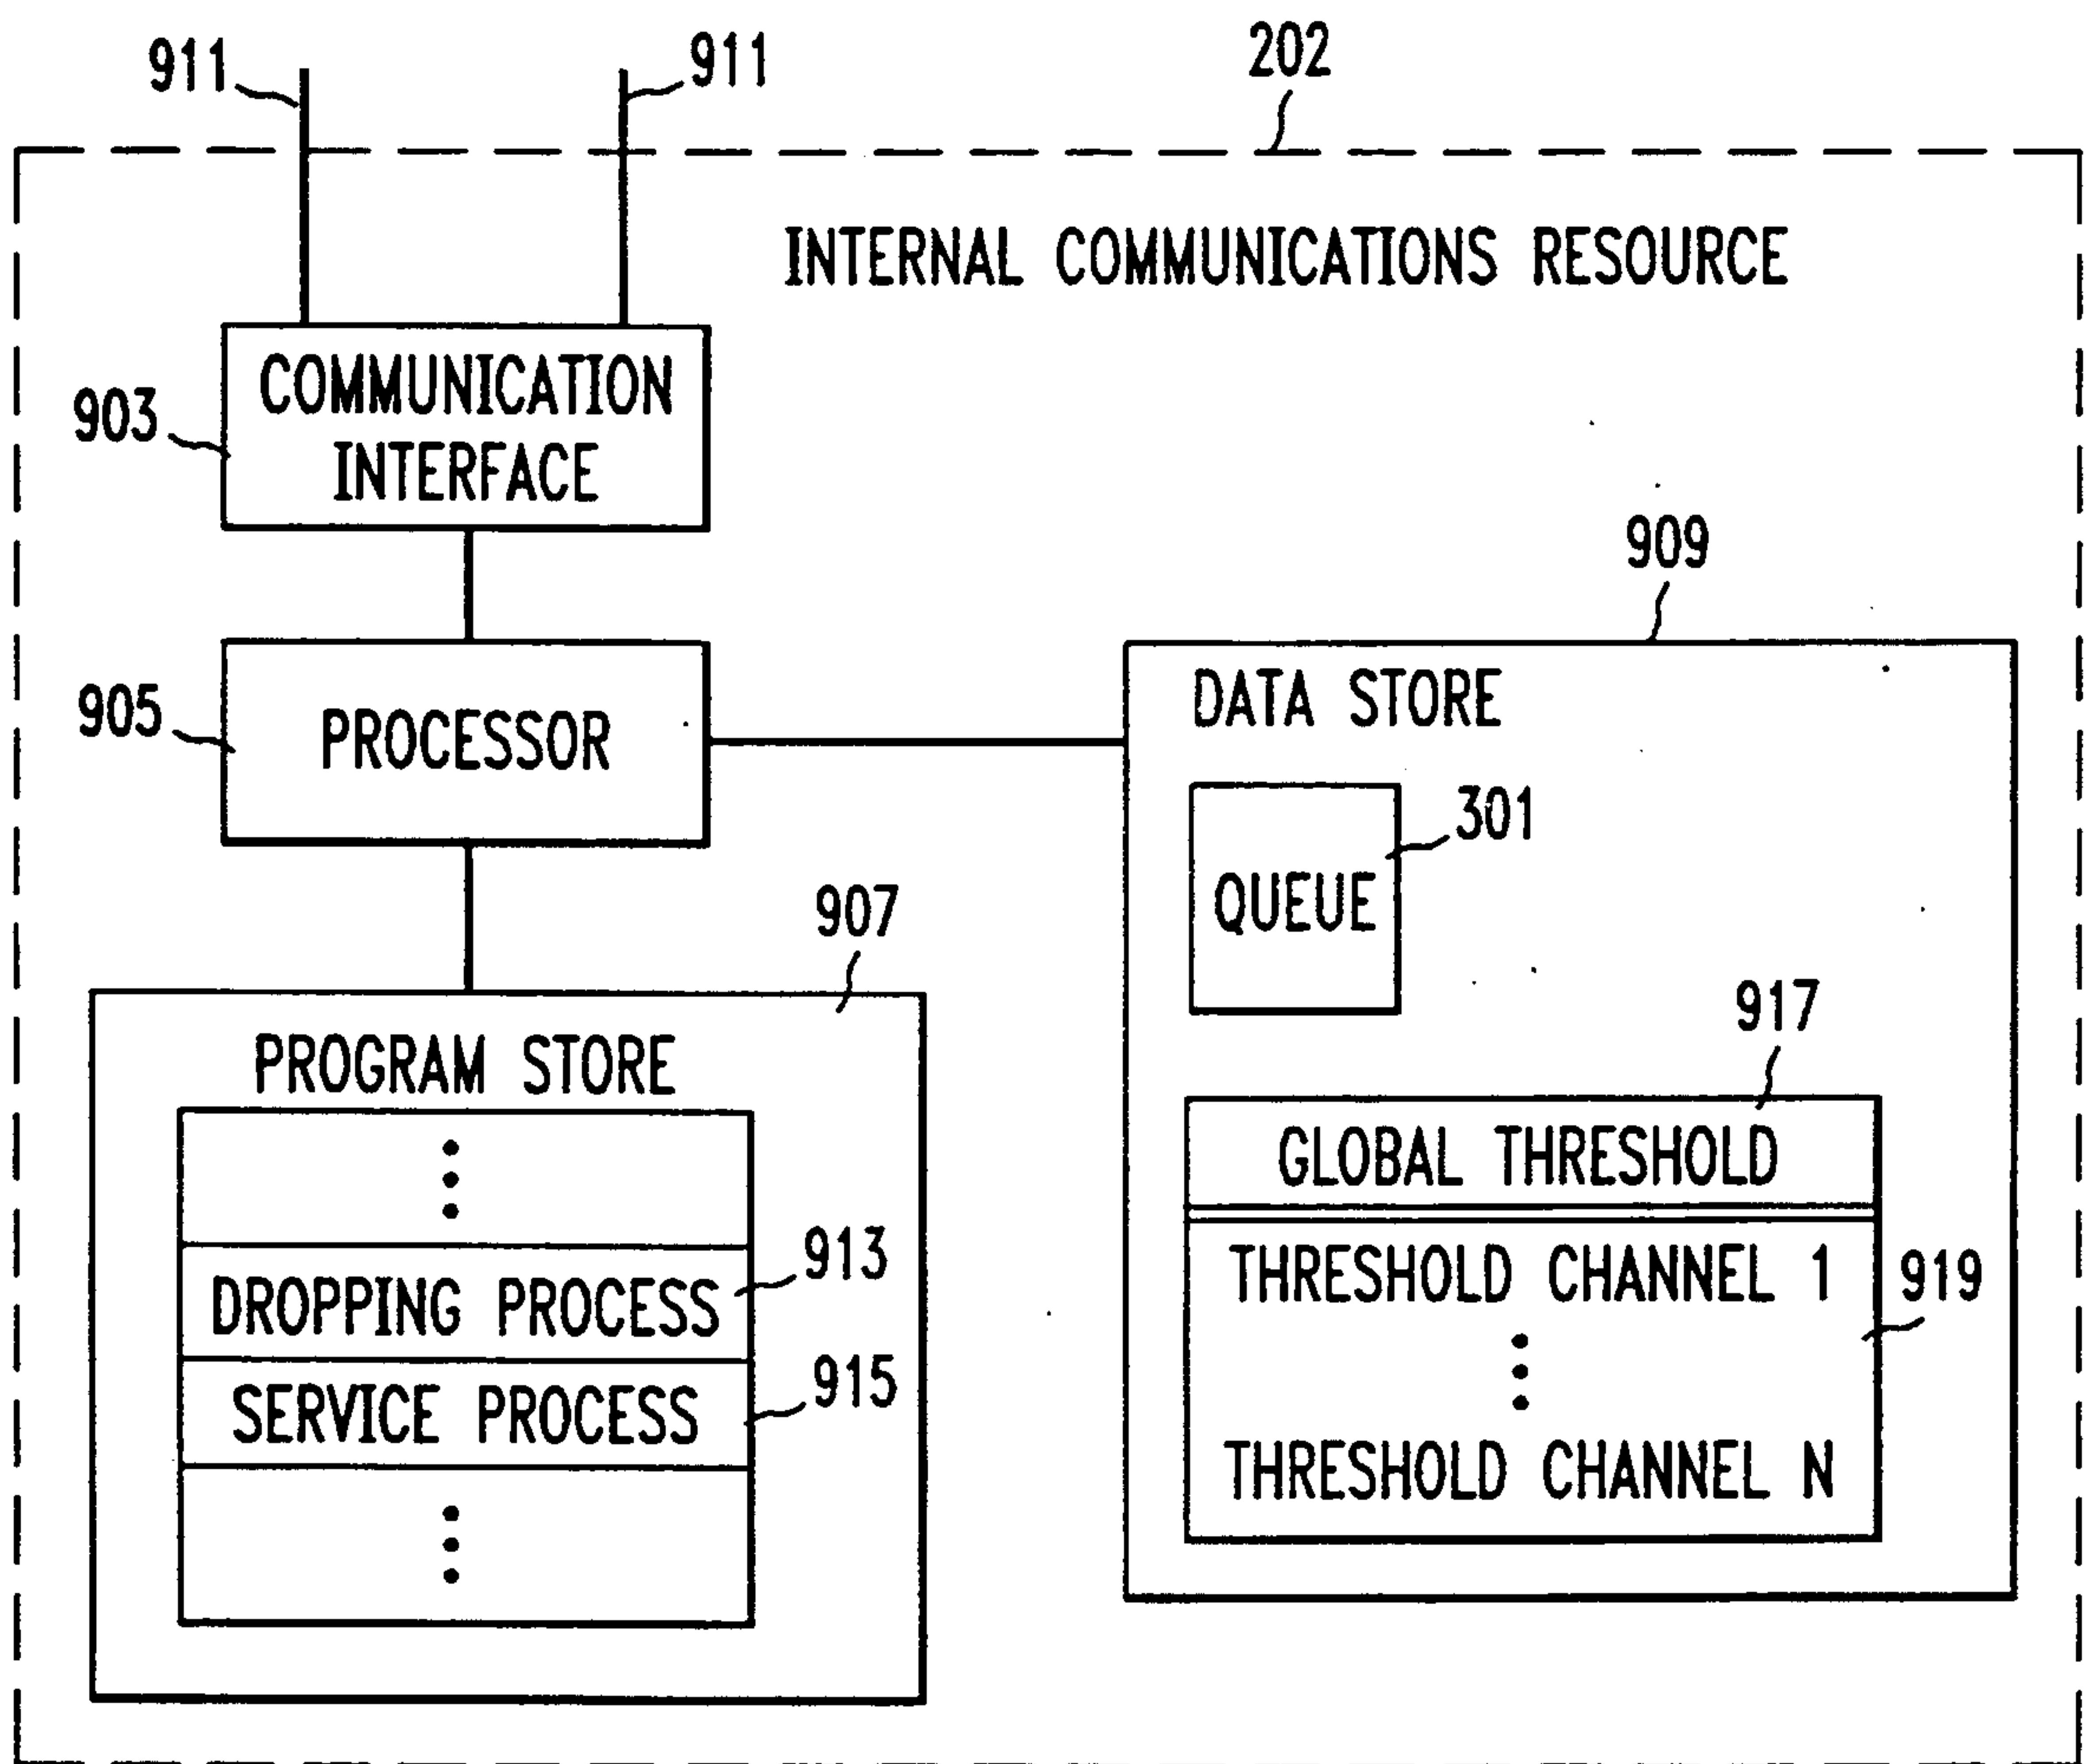 911
911
202
INTERNAL COMMUNICATIONS RESOURCE
COMMUNICATION
INTERFACE
903
909
905
PROCESSOR
DATA STORE
301
QUEUE
907
917
PROGRAM STORE
GLOBAL THRESHOLD
913
DROPPING PROCESS
THRESHOLD CHANNEL 1
919
915
SERVICE PROCESS
THRESHOLD CHANNEL N